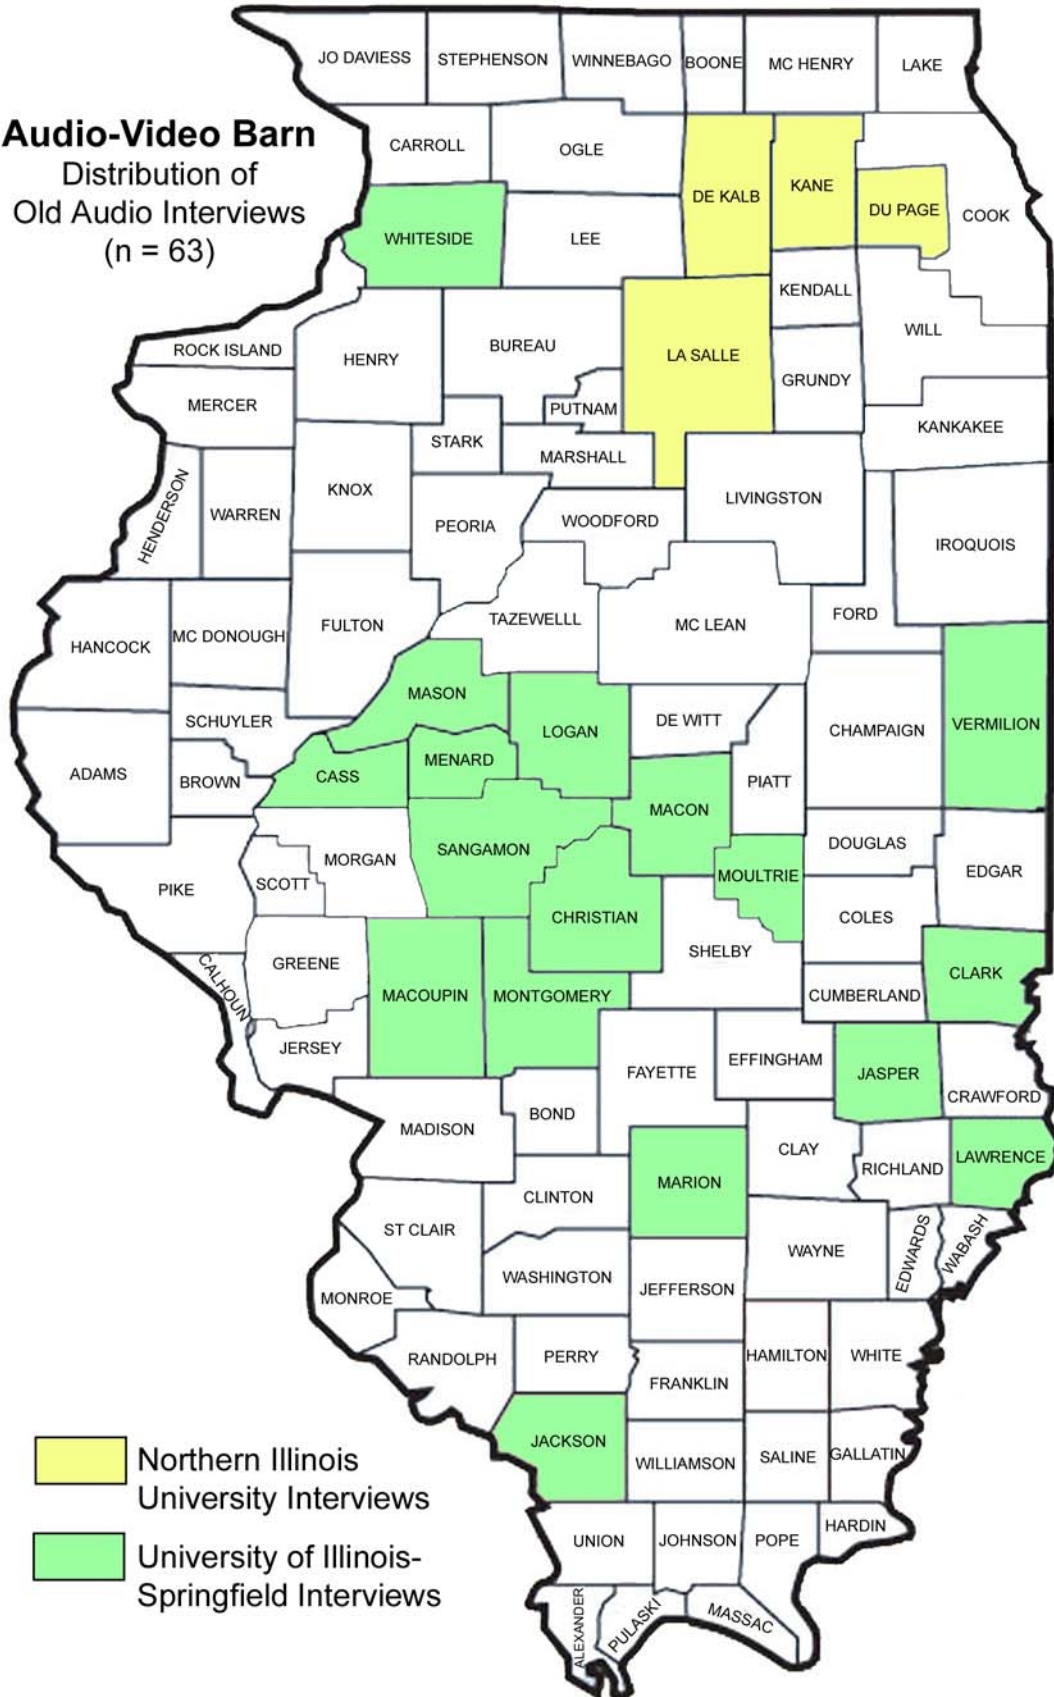 JO DAVIESS
STEPHENSON
WINNEBAGO
BOONE
MC HENRY
LAKE
Audio-Video Barn
Distribution of
Old Audio Interviews
(n = 63)
CARROLL
OGLE
DE KALB
KANE
DU PAGE
COOK
WHITESIDE
LEE
KENDALL
WILL
ROCK ISLAND
HENRY
BUREAU
LA SALLE
GRUNDY
MERCER
PUTNAM
KANKAKEE
STARK
MARSHALL
HENDERSON
WARREN
KNOX
PEORIA
WOODFORD
LIVINGSTON
IROQUOIS
HANCOCK
MC DONOUGH
FULTON
TAZEWELLL
MC LEAN
FORD
MASON
LOGAN
DE WITT
CHAMPAIGN
VERMILION
SCHUYLER
ADAMS
BROWN
CASS
MENARD
MACON
PIATT
SANGAMON
DOUGLAS
EDGAR
PIKE
SCOTT
MORGAN
CHRISTIAN
MOULTRIE
COLES
SHELBY
CALHOUN
GREENE
MACOUPIN
MONTGOMERY
CUMBERLAND
CLARK
JERSEY
FAYETTE
EFFINGHAM
JASPER
CRAWFORD
MADISON
BOND
CLAY
RICHLAND
LAWRENCE
MARION
CLINTON
ST CLAIR
WAYNE
EDWARDS
WABASH
WASHINGTON
JEFFERSON
MONROE
RANDOLPH
PERRY
HAMILTON
WHITE
FRANKLIN
JACKSON
WILLIAMSON
SALINE
GALLATIN
Northern Illinois
University Interviews
UNION
JOHNSON
POPE
HARDIN
University of Illinois-
Springfield Interviews
ALEXANDER
PULASKI
MASSAC